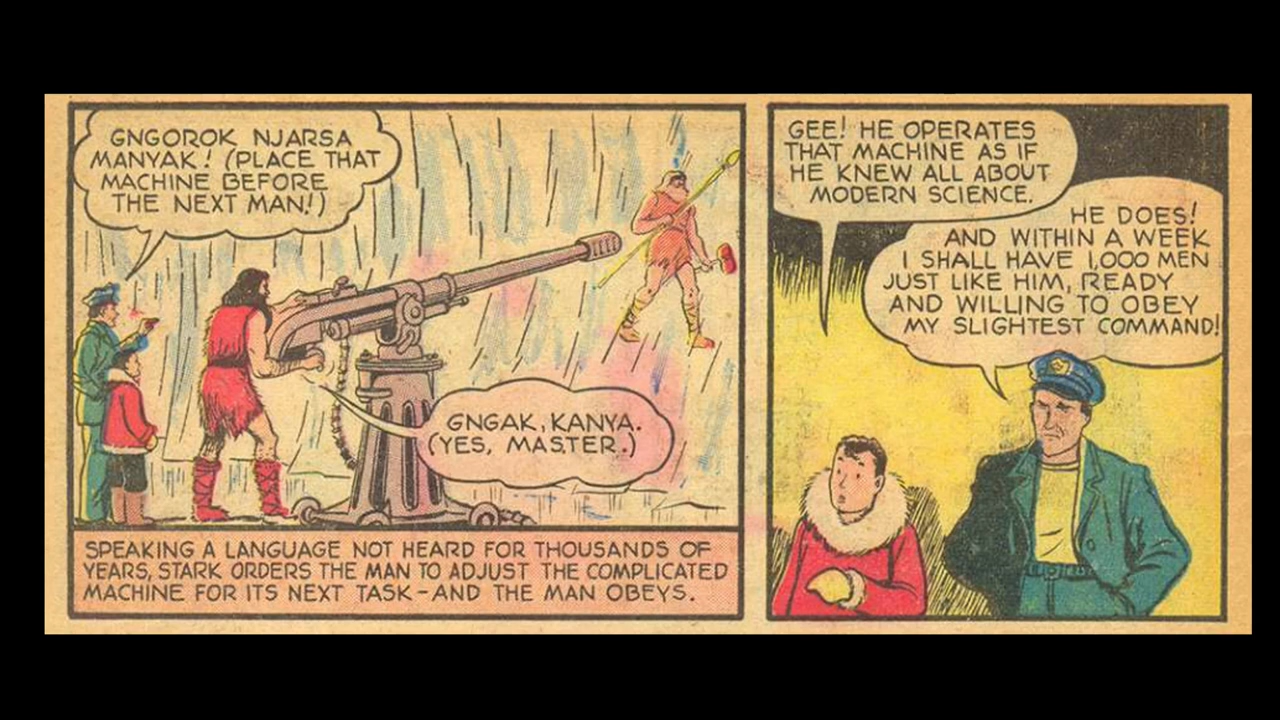 GNGOROK NJARSA
MANYAK! (PLACE THAT
MACHINE BEFORE
THE NEXT MAN!)
GNGAK, KANYA.
(YES, MASTER.)
SPEAKING A LANGUAGE NOT HEARD FOR THOUSANDS OF
YEARS, STARK ORDERS THE MAN TO ADJUST THE COMPLICATED
MACHINE FOR ITS NEXT TASK-AND THE MAN OBEYS.
GEE! HE OPERATES
THAT MACHINE AS IF
HE KNEW ALL ABOUT
MODERN SCIENCE.
HE DOES!
AND WITHIN A WEEK
I SHALL HAVE 1,000 MEN
JUST LIKE HIM, READY
AND WILLING TO OBEY
MY SLIGHTEST COMMAND!